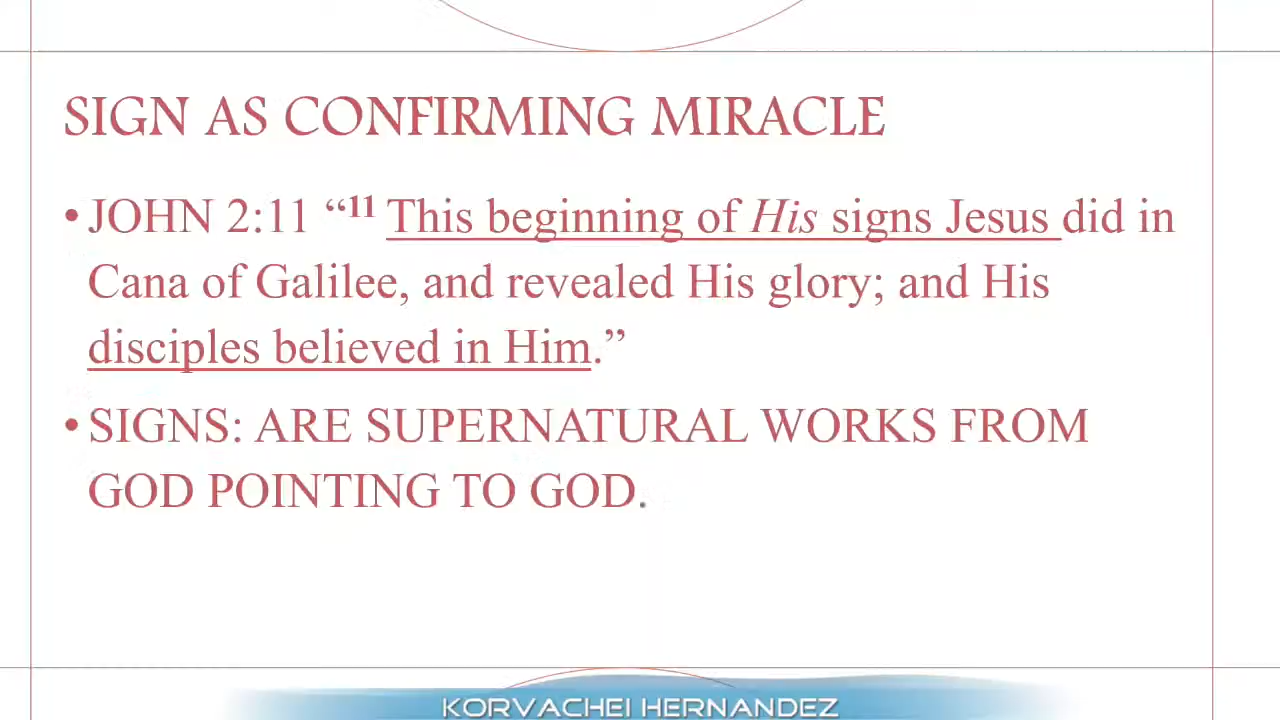 SIGN AS CONFIRMING MIRACLE
• JOHN 2:11 “11 This beginning of His signs Jesus did in
Cana of Galilee, and revealed His glory; and His
disciples believed in Him.”
• SIGNS: ARE SUPERNATURAL WORKS FROM
GOD POINTING TO GOD.
KORVACHEI HERNANDEZ